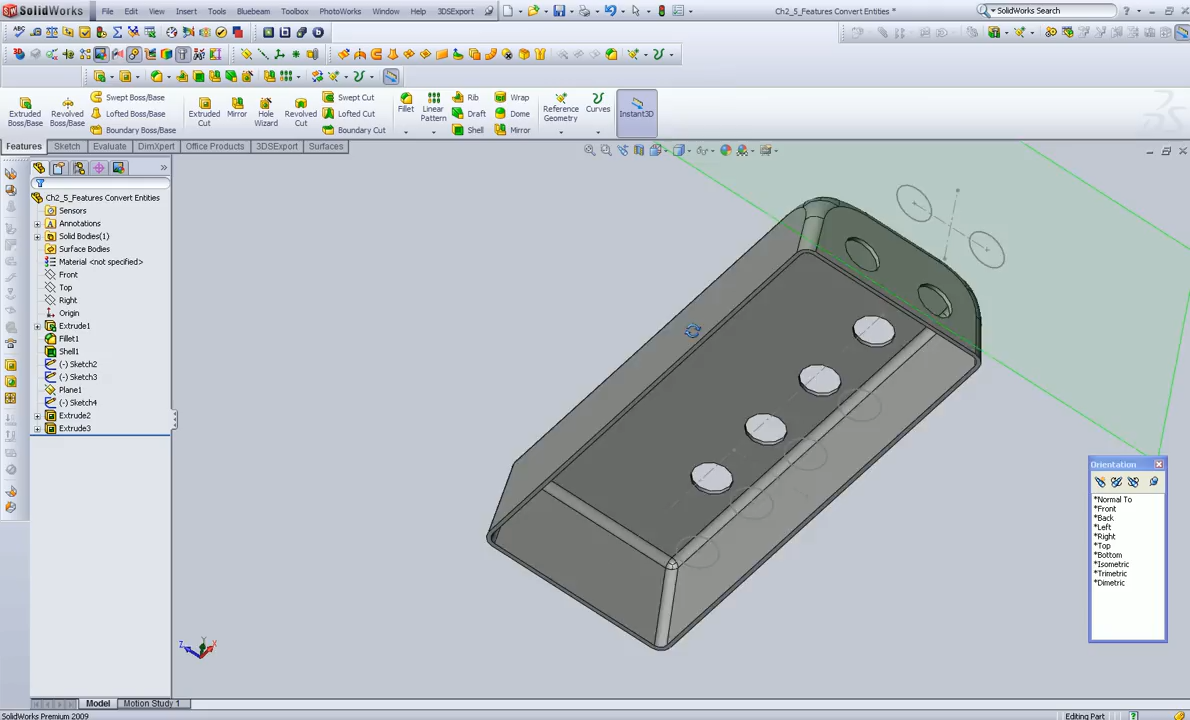 SolidWorks File Edit View Insert Tools Bluebeam Toolbox PhotoWorks Window Help 3DSExport Ch2_5_Features Convert Entities * SolidWorks Search
Extruded Boss/Base
Revolved Boss/Base
Swept Boss/Base
Lofted Boss/Base
Boundary Boss/Base
Extruded Cut
Mirror
Hole Wizard
Revolved Cut
Swept Cut
Lofted Cut
Boundary Cut
Fillet
Linear Pattern
Rib
Draft
Shell
Wrap
Dome
Mirror
Reference Geometry
Curves
Instant3D
Features Sketch Evaluate DimXpert Office Products 3DSExport Surfaces
Ch2_5_Features Convert Entities
Sensors
Annotations
Solid Bodies(1)
Surface Bodies
Material <not specified>
Front
Top
Right
Origin
Extrude1
Fillet1
Shell1
(-) Sketch2
(-) Sketch3
Plane1
(-) Sketch4
Extrude2
Extrude3
Orientation
*Normal To
*Front
*Back
*Left
*Right
*Top
*Bottom
*Isometric
*Trimetric
*Dimetric
Z Y X
Model Motion Study 1
SolidWorks Premium 2009 Editing Part